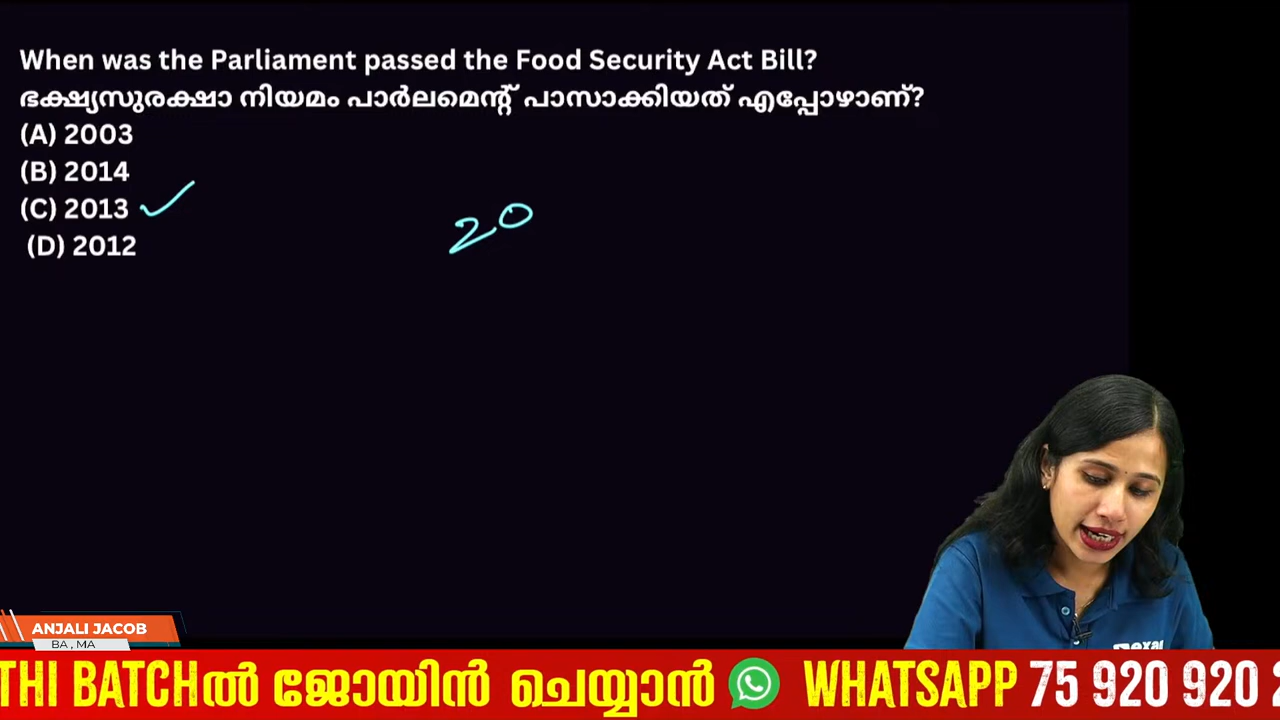 When was the Parliament passed the Food Security Act Bill?
ഭക്ഷ്യസുരക്ഷാ നിയമം പാർലമെന്റ് പാസാക്കിയത് എപ്പോഴാണ്?
(A) 2003
(B) 2014
(C) 2013
20
(D) 2012
ANJALI JACOB
BA , MA
THI BATCHൽ ജോയിൻ ചെയ്യാൻ WHATSAPP 75 920 920